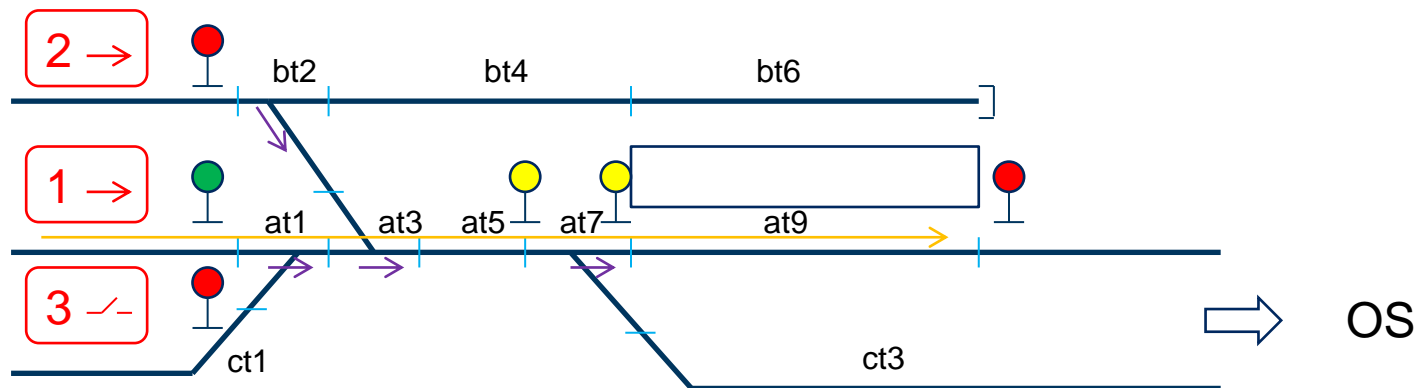 2 →
bt2
bt4
bt6
1 →
at1
at3
at5
at7
at9
3
ct1
ct3
OS